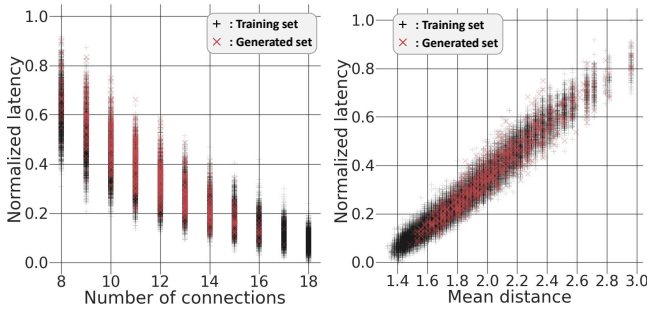 + : Training set
× : Generated set
Normalized latency
1.0
0.8
0.6
0.4
0.2
0.0
8 10 12 14 16 18
Number of connections
+ : Training set
× : Generated set
Normalized latency
1.0
0.8
0.6
0.4
0.2
0.0
1.4 1.6 1.8 2.0 2.2 2.4 2.6 2.8 3.0
Mean distance